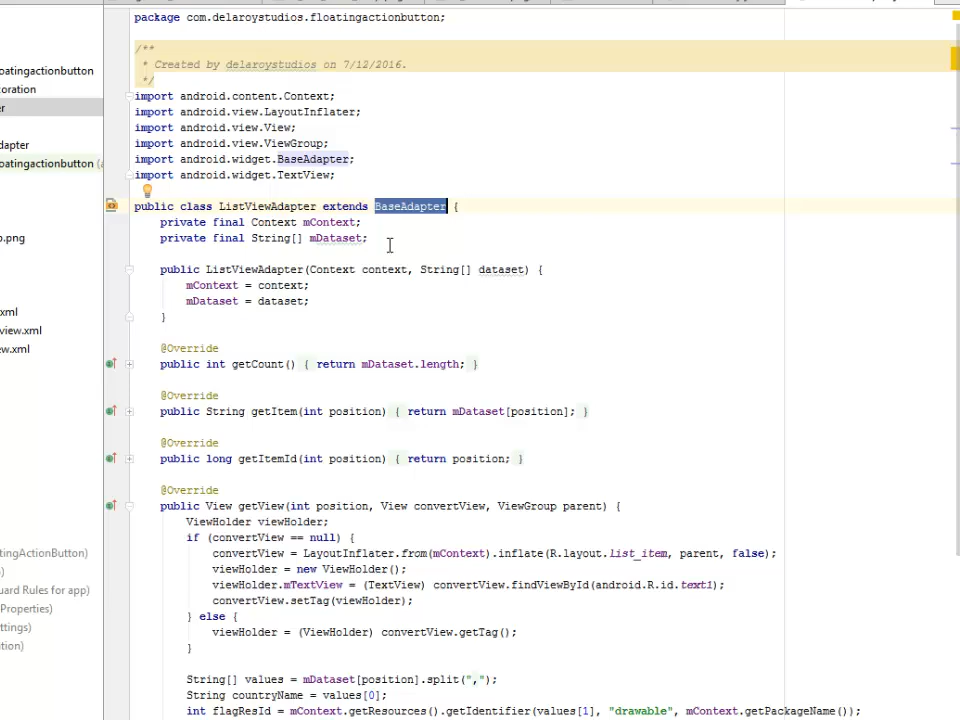 package com.delaroystudios.floatingactionbutton;
/**
* Created by delaroystudios on 7/12/2016.
*/
import android.content.Context;
import android.view.LayoutInflater;
import android.view.View;
import android.view.ViewGroup;
import android.widget.BaseAdapter;
import android.widget.TextView;
public class ListViewAdapter extends BaseAdapter {
private final Context mContext;
private final String[] mDataset;
public ListViewAdapter(Context context, String[] dataset) {
mContext = context;
mDataset = dataset;
}
@Override
public int getCount() { return mDataset.length; }
@Override
public String getItem(int position) { return mDataset[position]; }
@Override
public long getItemId(int position) { return position; }
@Override
public View getView(int position, View convertView, ViewGroup parent) {
ViewHolder viewHolder;
if (convertView == null) {
convertView = LayoutInflater.from(mContext).inflate(R.layout.list_item, parent, false);
viewHolder = new ViewHolder();
viewHolder.mTextView = (TextView) convertView.findViewById(android.R.id.text1);
convertView.setTag(viewHolder);
} else {
viewHolder = (ViewHolder) convertView.getTag();
}
String[] values = mDataset[position].split(",");
String countryName = values[0];
int flagResId = mContext.getResources().getIdentifier(values[1], "drawable", mContext.getPackageName());
oatingactionbutton
coration
er
dapter
oatingactionbutton (a
o.png
xml
view.xml
ew.xml
tingActionButton)
)
uard Rules for app)
Properties)
ttings)
tion)